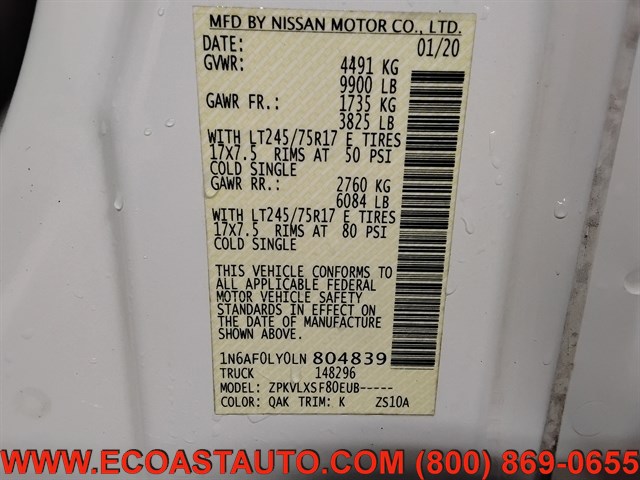 MFD BY NISSAN MOTOR CO., LTD.
DATE: 01/20
GVWR: 4491 KG
9900 LB
GAWR FR.: 1735 KG
3825 LB
WITH LT245/75R17 E TIRES
17X7.5 RIMS AT 50 PSI
COLD SINGLE
GAWR RR.: 2760 KG
6084 LB
WITH LT245/75R17 E TIRES
17X7.5 RIMS AT 80 PSI
COLD SINGLE
THIS VEHICLE CONFORMS TO
ALL APPLICABLE FEDERAL
MOTOR VEHICLE SAFETY
STANDARDS IN EFFECT ON
THE DATE OF MANUFACTURE
SHOWN ABOVE.
1N6AF0LY0LN 804839
TRUCK 148296
MODEL: ZPKVLXSF80EUB-----
COLOR: QAK TRIM: K ZS10A
WWW.ECOASTAUTO.COM (800) 869-0655